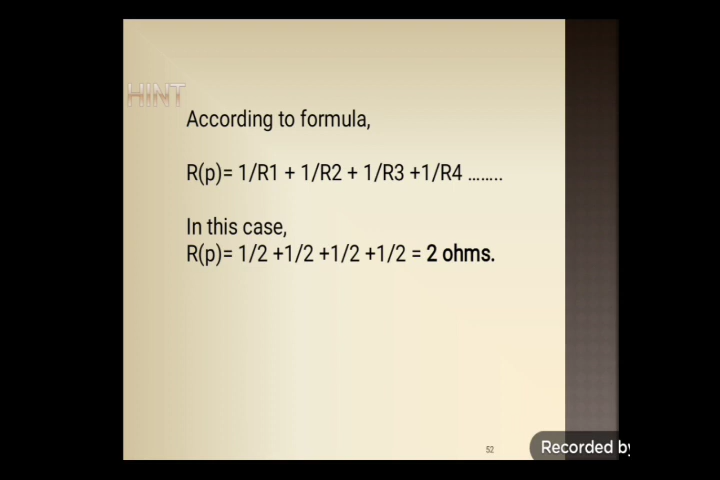 HINT
According to formula,
R(p)= 1/R1 + 1/R2 + 1/R3 +1/R4 ........
In this case,
R(p)= 1/2 +1/2 +1/2 +1/2 = 2 ohms.
52
Recorded by